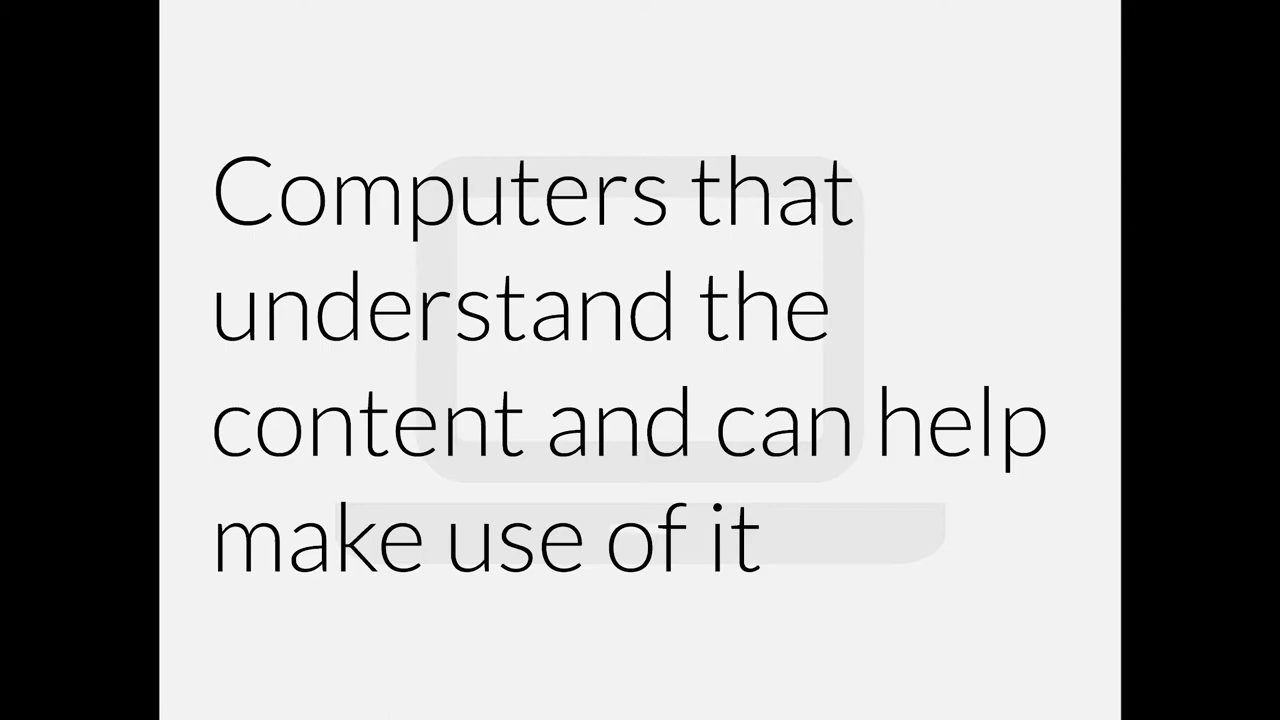 Computers that
understand the
content and can help
make use of it